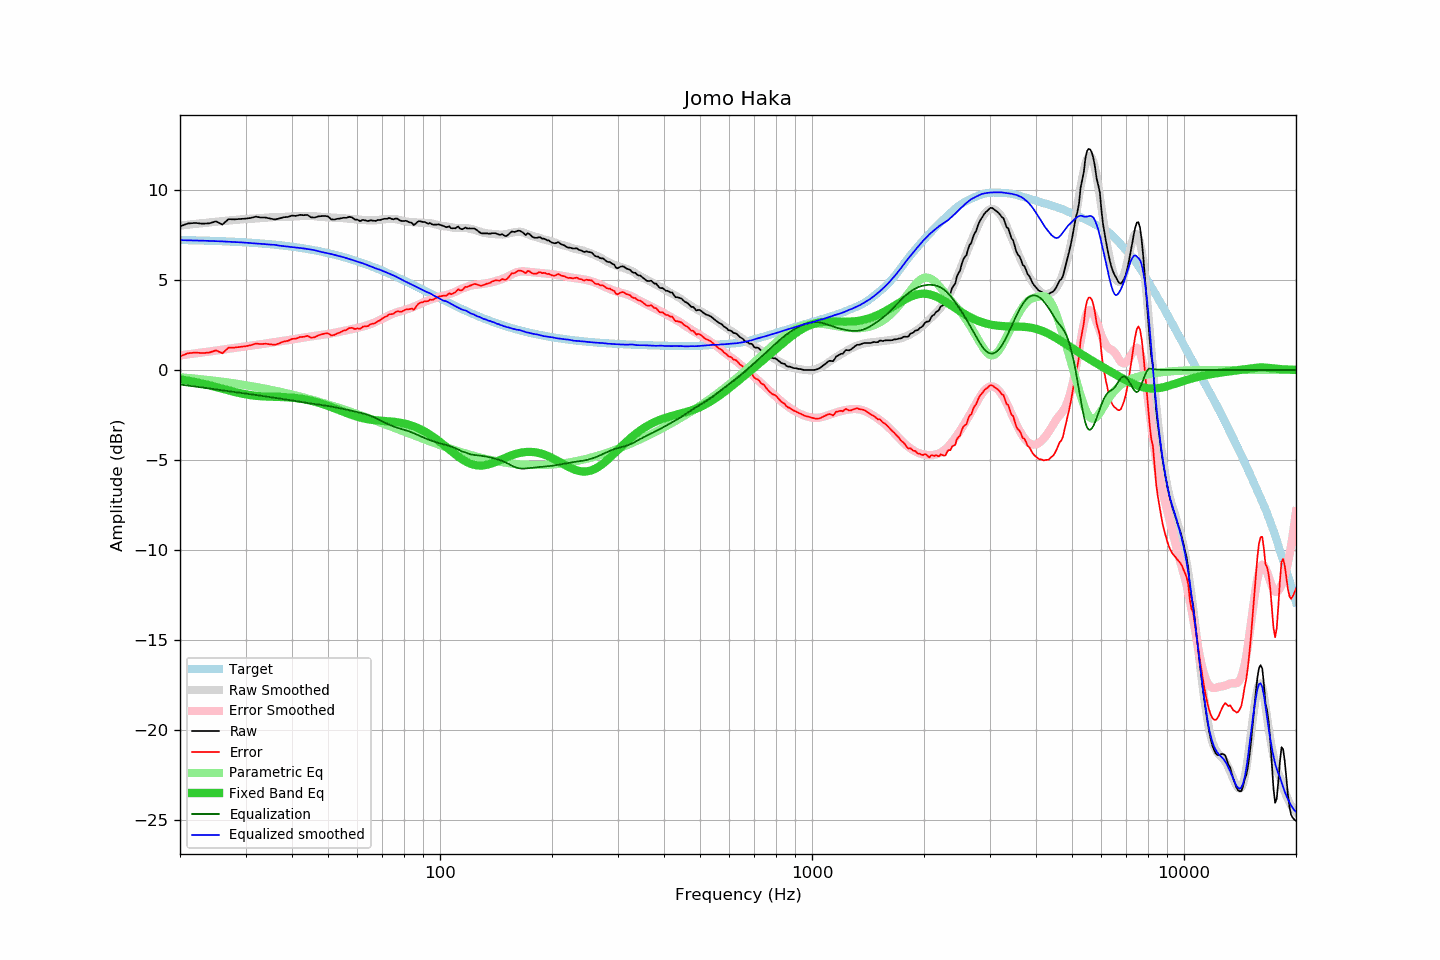 Jomo Haka
10
5
0
−5
−10
−15
−20
−25
Amplitude (dBr)
Target
Raw Smoothed
Error Smoothed
Raw
Error
Parametric Eq
Fixed Band Eq
Equalization
Equalized smoothed
100 1000 10000
Frequency (Hz)